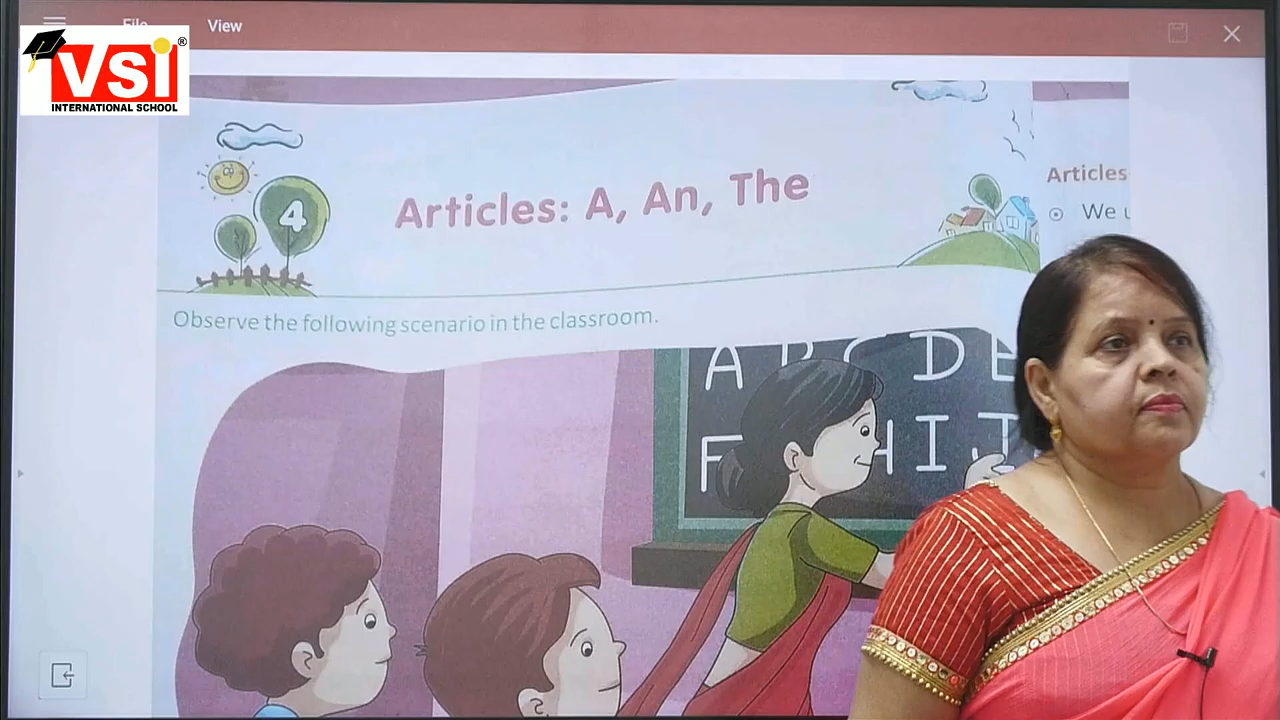 File
View
VSi®
INTERNATIONAL SCHOOL
4
Articles: A, An, The
Articles
We u
Observe the following scenario in the classroom.
A B C D E
F H I J